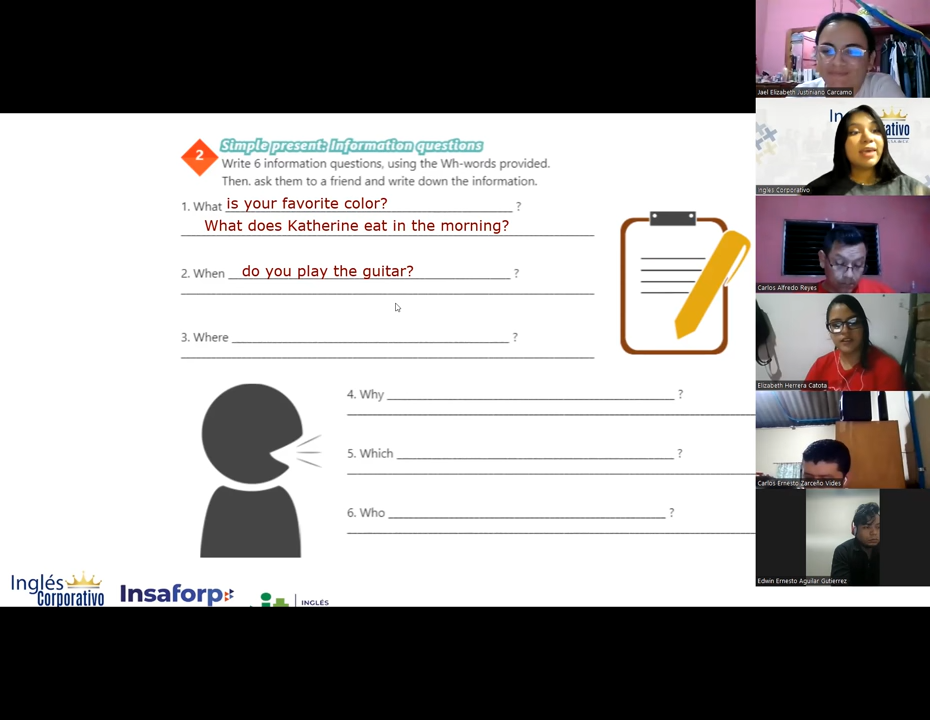 2
Simple present: Information questions
Write 6 information questions, using the Wh-words provided.
Then. ask them to a friend and write down the information.
1. What is your favorite color? ?
What does Katherine eat in the morning?
2. When do you play the guitar? ?
3. Where ?
4. Why ?
5. Which ?
6. Who ?
Inglés
Corporativo
Insaforp
INGLÉS
Jael Elizabeth Justiniano Carcamo
Ingles Corporativo
Carlos Alfredo Reyes
Elizabeth Herrera Catota
Carlos Ernesto Zarceño Vides
Edwin Ernesto Aguilar Gutierrez